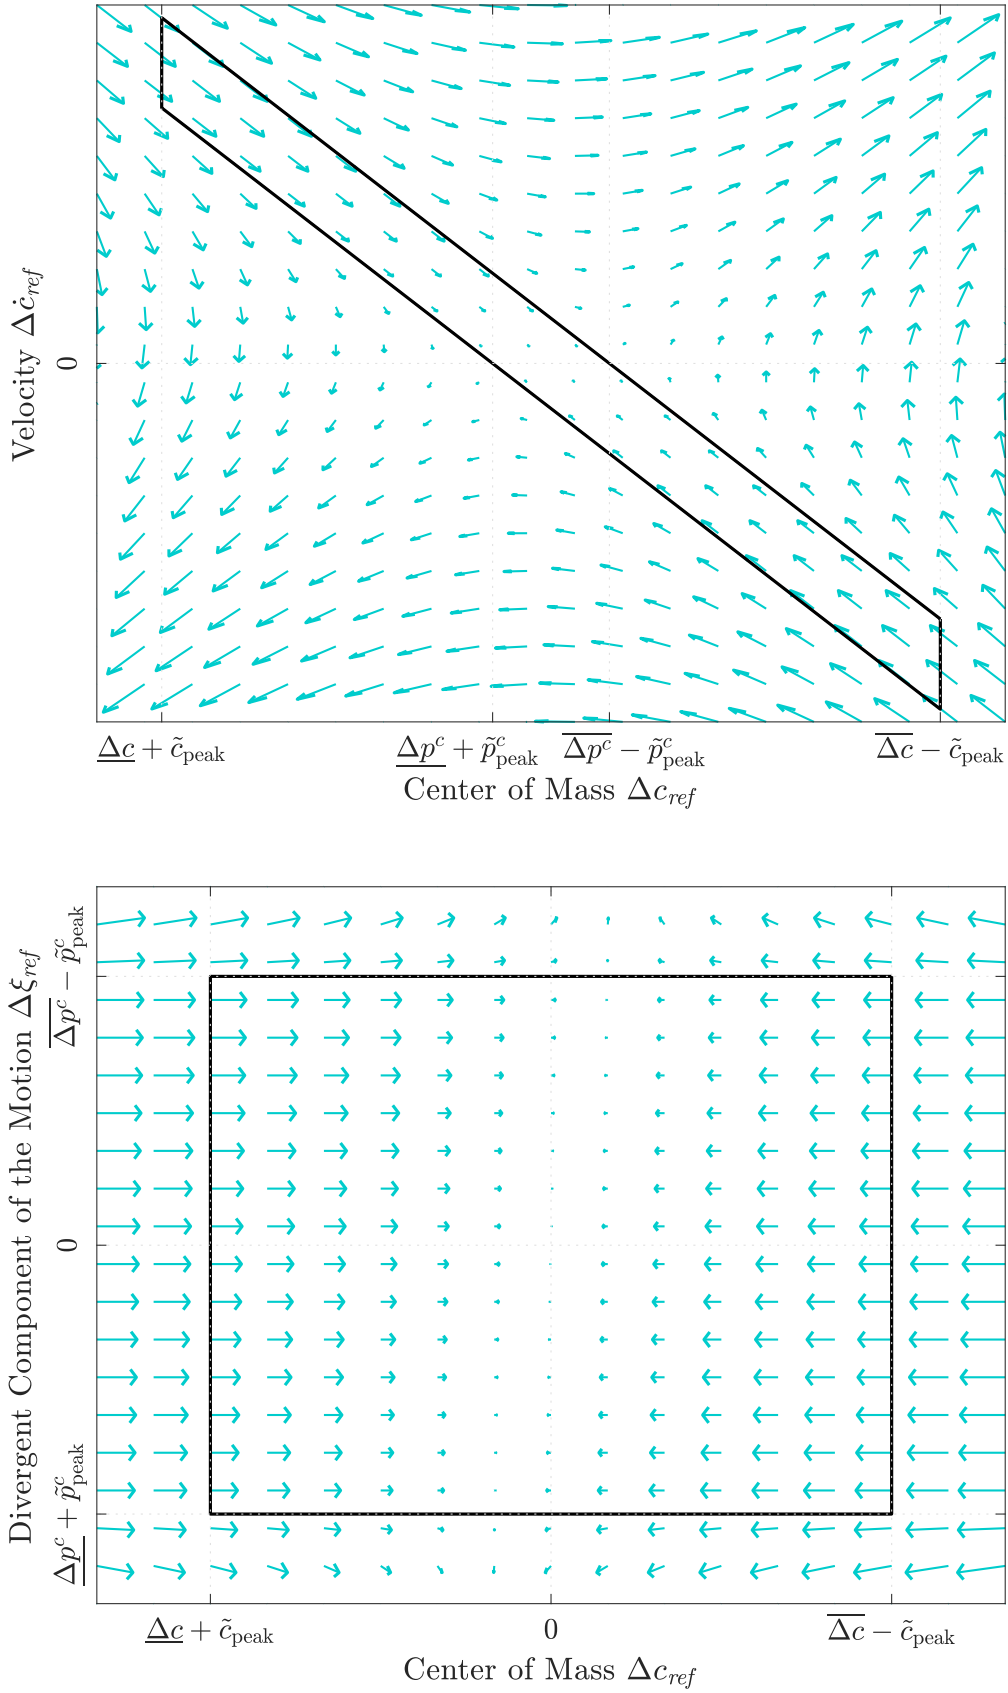 Velocity Δċ_ref
0
Δc̲ + c̃_peak
Δp̲ᶜ + p̃ᶜ_peak
Δp̅ᶜ − p̃ᶜ_peak
Δc̅ − c̃_peak
Center of Mass Δc_ref
Divergent Component of the Motion Δξ_ref
Δp̅ᶜ − p̃ᶜ_peak
0
Δp̲ᶜ + p̃ᶜ_peak
Δc̲ + c̃_peak
0
Δc̅ − c̃_peak
Center of Mass Δc_ref